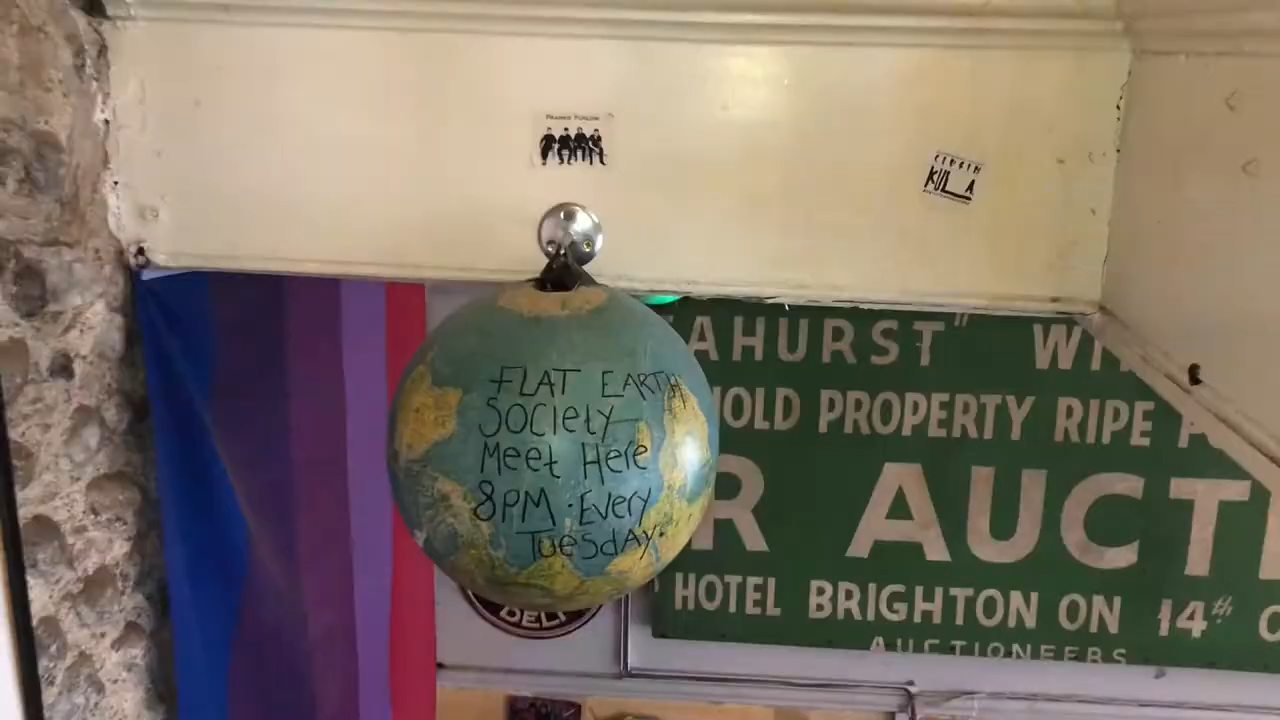 FLAT EARTH
Society
Meet Here
8PM · Every
Tuesday.
AHURST" 
HOLD PROPERTY RIPE
R AUCT
HOTEL BRIGHTON ON 14th
AUCTIONEERS
DELI
KULA